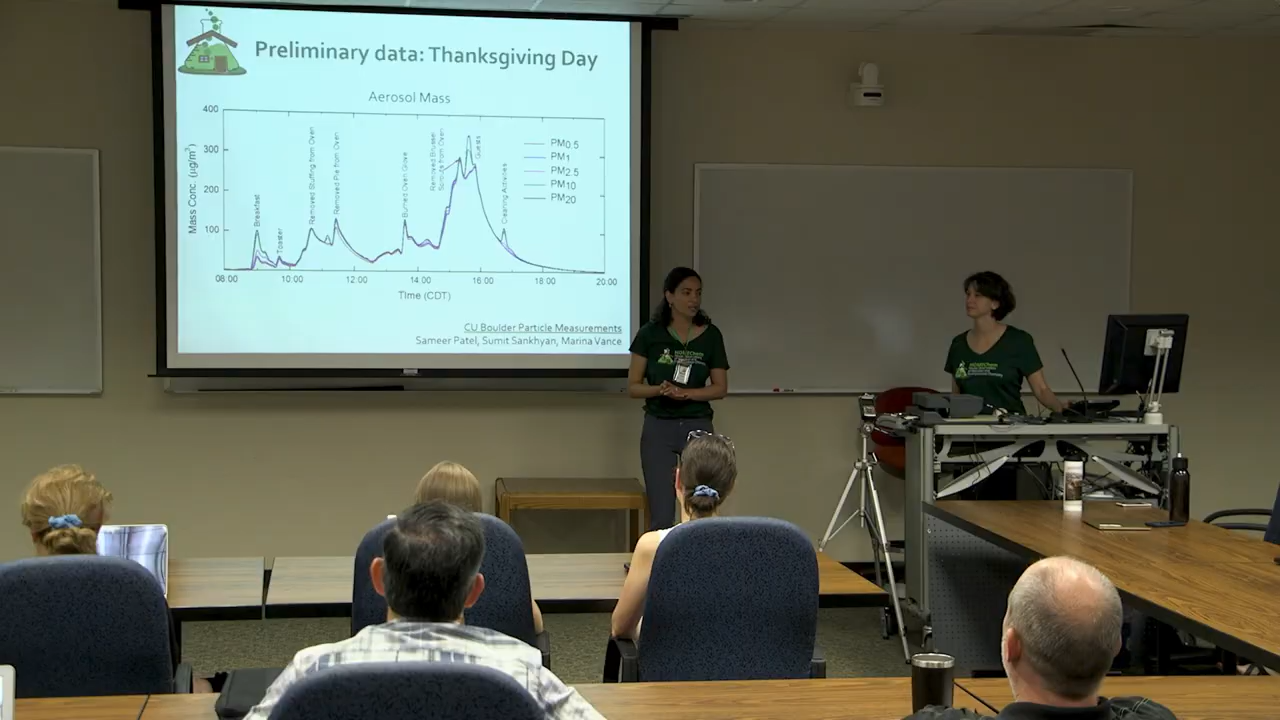 Preliminary data: Thanksgiving Day
Aerosol Mass
400
300
200
100
Mass Conc. (µg/m³)
Breakfast
Toaster
Removed Stuffing from Oven
Removed Pie from Oven
Burned Oven Glove
Removed Brussel
Sprouts from Oven
Guests
Cleaning Activities
PM0.5
PM1
PM2.5
PM10
PM20
08:00
10:00
12:00
14:00
16:00
18:00
20:00
Time (CDT)
CU Boulder Particle Measurements
Sameer Patel, Sumit Sankhyan, Marina Vance
HOMEChem
HOMEChem